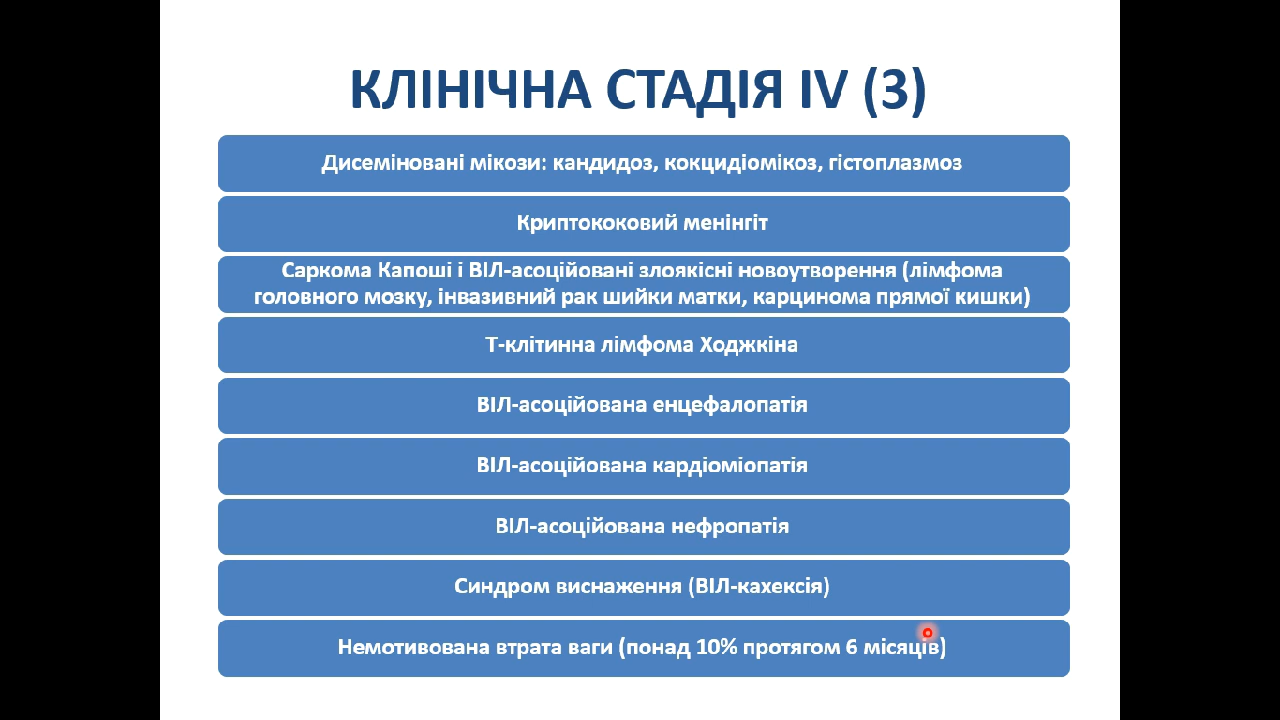 КЛІНІЧНА СТАДІЯ IV (3)
Дисеміновані мікози: кандидоз, кокцидіомікоз, гістоплазмоз
Криптококовий менінгіт
Саркома Капоші і ВІЛ-асоційовані злоякісні новоутворення (лімфома
головного мозку, інвазивний рак шийки матки, карцинома прямої кишки)
Т-клітинна лімфома Ходжкіна
ВІЛ-асоційована енцефалопатія
ВІЛ-асоційована кардіоміопатія
ВІЛ-асоційована нефропатія
Синдром виснаження (ВІЛ-кахексія)
Немотивована втрата ваги (понад 10% протягом 6 місяців)